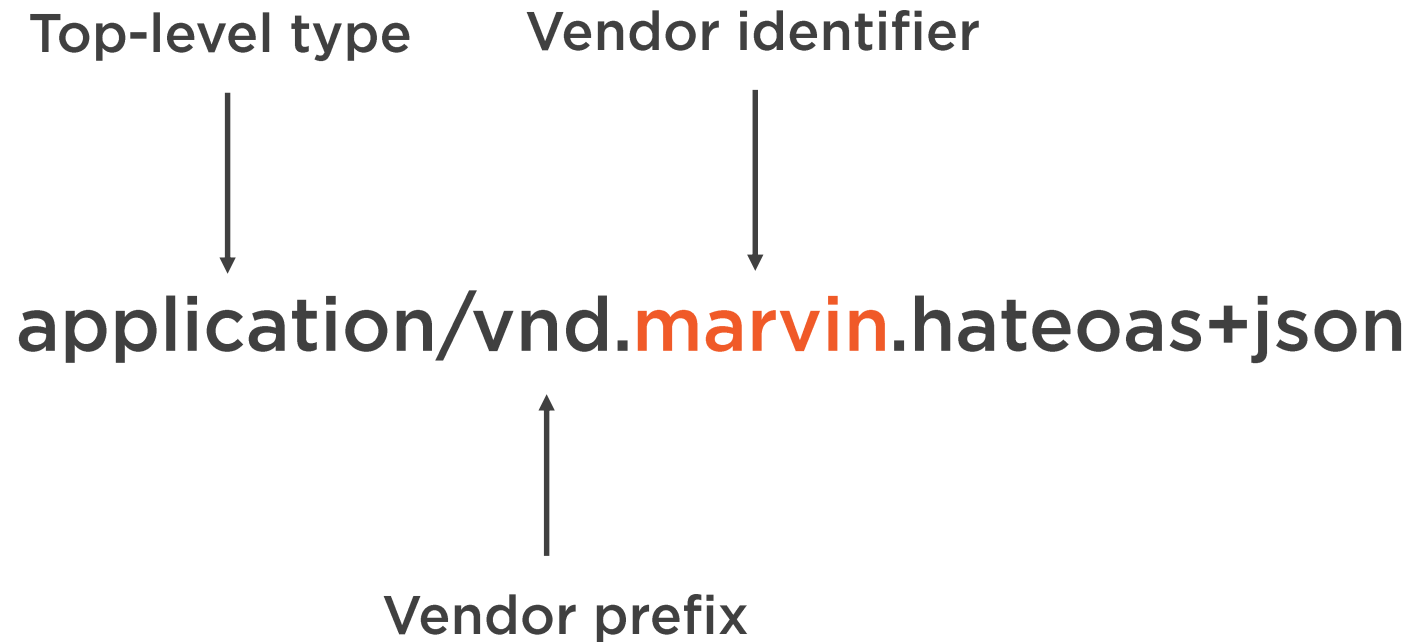 Top-level type
Vendor identifier
application/vnd.marvin.hateoas+json
Vendor prefix